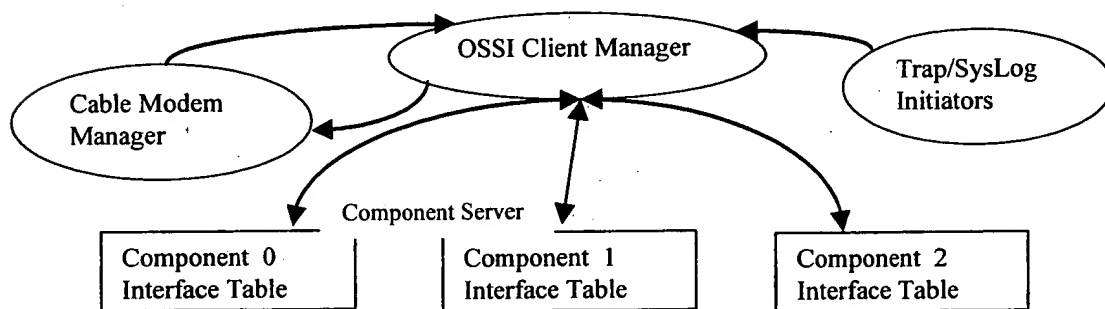 OSSI Client Manager
Trap/SysLog
Initiators
Cable Modem
Manager
Component Server
Component 0
Interface Table
Component 1
Interface Table
Component 2
Interface Table